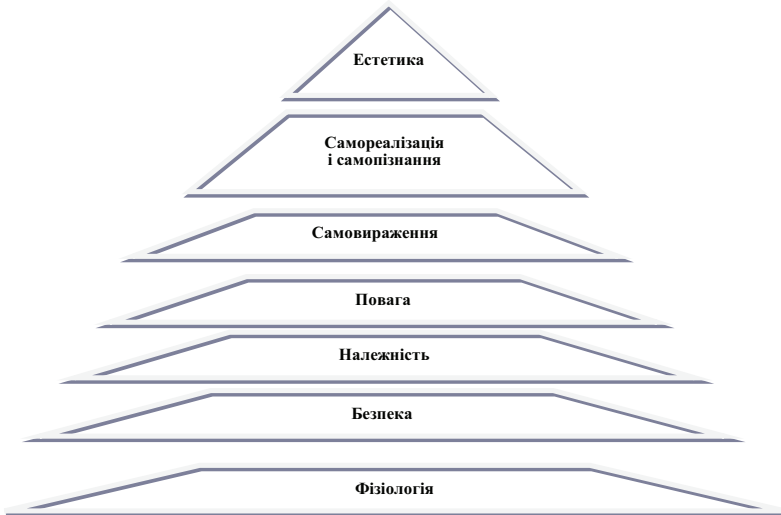 Естетика
Самореалізація
і самопізнання
Самовираження
Повага
Належність
Безпека
Фізіологія